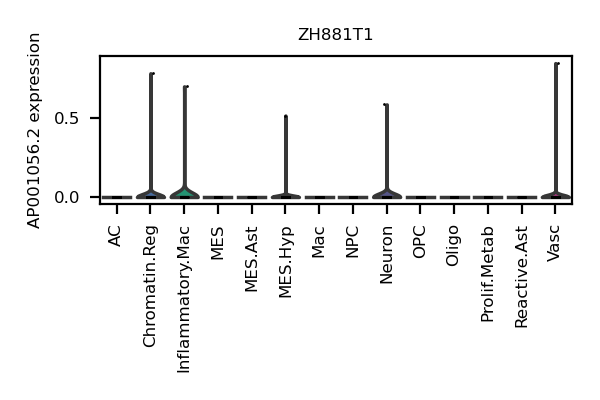 ZH881T1
AP001056.2 expression
0.5
0.0
AC
Chromatin.Reg
Inflammatory.Mac
MES
MES.Ast
MES.Hyp
Mac
NPC
Neuron
OPC
Oligo
Prolif.Metab
Reactive.Ast
Vasc